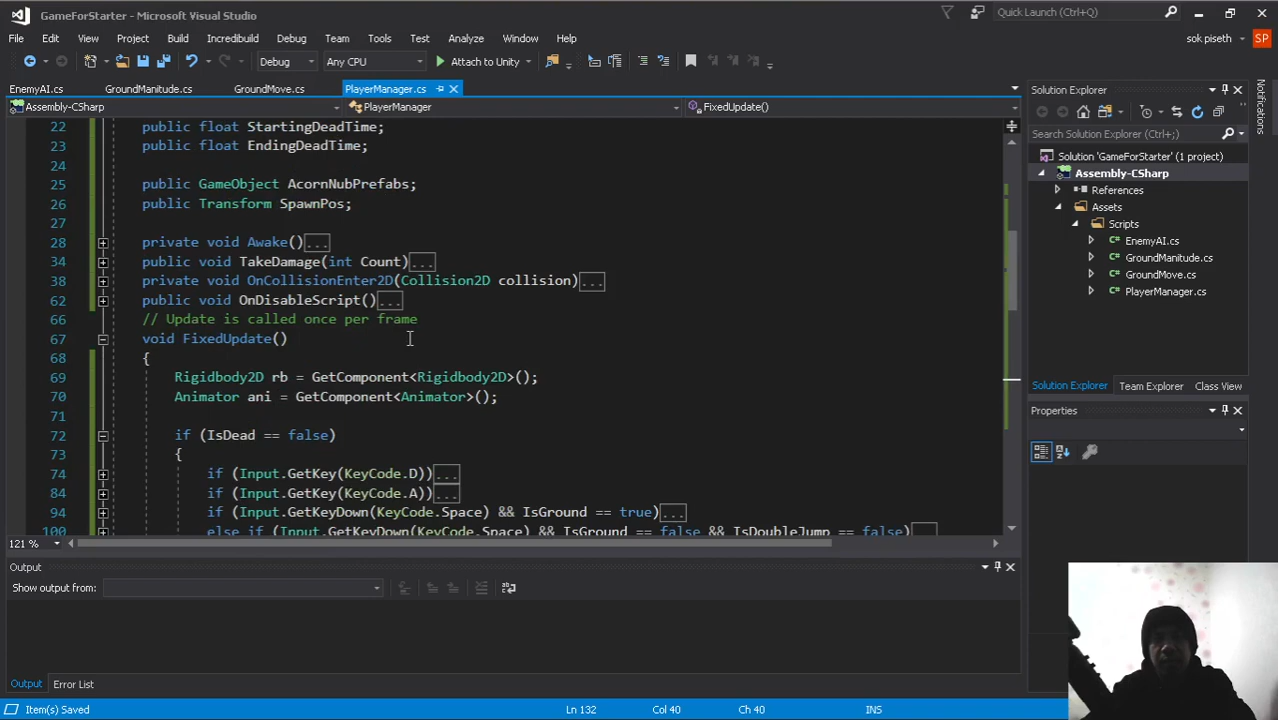 GameForStarter - Microsoft Visual Studio
Quick Launch (Ctrl+Q)
File Edit View Project Build Incredibuild Debug Team Tools Test Analyze Window Help
sok piseth SP
Debug Any CPU Attach to Unity
EnemyAI.cs GroundManitude.cs GroundMove.cs PlayerManager.cs
Assembly-CSharp PlayerManager FixedUpdate()
22 public float StartingDeadTime;
23 public float EndingDeadTime;
24
25 public GameObject AcornNubPrefabs;
26 public Transform SpawnPos;
27
28 private void Awake()...
34 public void TakeDamage(int Count)...
38 private void OnCollisionEnter2D(Collision2D collision)...
62 public void OnDisableScript()...
66 // Update is called once per frame
67 void FixedUpdate()
68 {
69 Rigidbody2D rb = GetComponent<Rigidbody2D>();
70 Animator ani = GetComponent<Animator>();
71
72 if (IsDead == false)
73 {
74 if (Input.GetKey(KeyCode.D))...
84 if (Input.GetKey(KeyCode.A))...
94 if (Input.GetKeyDown(KeyCode.Space) && IsGround == true)...
100 else if (Input.GetKeyDown(KeyCode.Space) && IsGround == false && IsDoubleJump == false)...
121 %
Output
Show output from:
Output Error List
Solution Explorer
Search Solution Explorer (Ctrl+;)
Solution 'GameForStarter' (1 project)
Assembly-CSharp
References
Assets
Scripts
EnemyAI.cs
GroundManitude.cs
GroundMove.cs
PlayerManager.cs
Solution Explorer Team Explorer Class View
Properties
Notifications
Item(s) Saved Ln 132 Col 40 Ch 40 INS